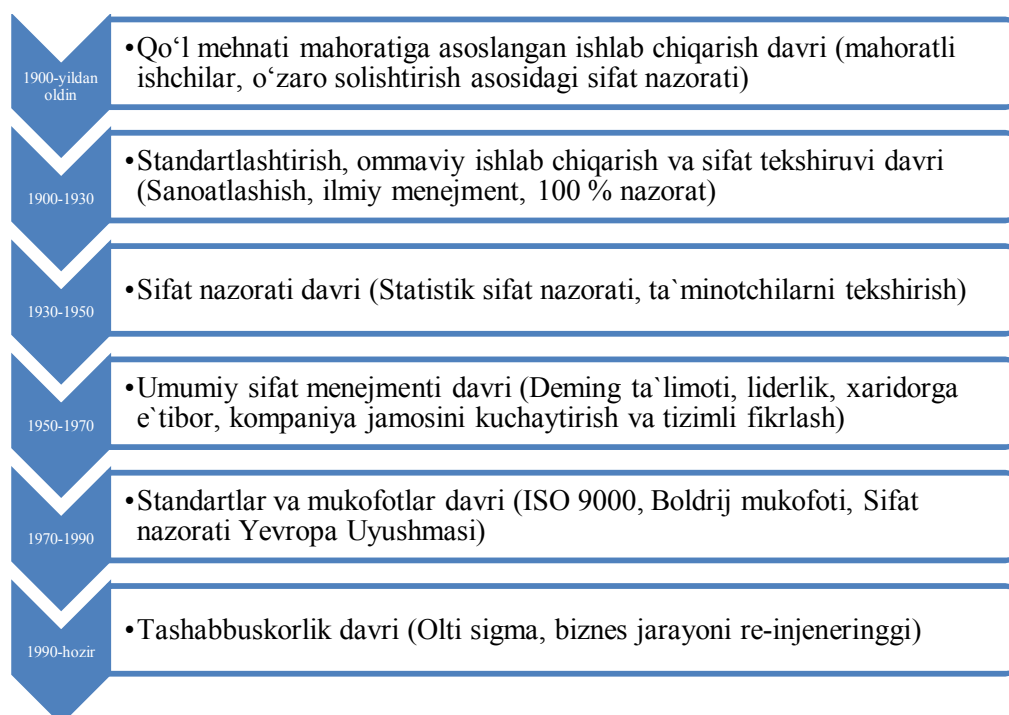 1900-yildan
oldin
•Qo‘l mehnati mahoratiga asoslangan ishlab chiqarish davri (mahoratli
ishchilar, o‘zaro solishtirish asosidagi sifat nazorati)
1900-1930
•Standartlashtirish, ommaviy ishlab chiqarish va sifat tekshiruvi davri
(Sanoatlashish, ilmiy menejment, 100 % nazorat)
1930-1950
•Sifat nazorati davri (Statistik sifat nazorati, ta`minotchilarni tekshirish)
1950-1970
•Umumiy sifat menejmenti davri (Deming ta`limoti, liderlik, xaridorga
e`tibor, kompaniya jamosini kuchaytirish va tizimli fikrlash)
1970-1990
•Standartlar va mukofotlar davri (ISO 9000, Boldrij mukofoti, Sifat
nazorati Yevropa Uyushmasi)
1990-hozir
•Tashabbuskorlik davri (Olti sigma, biznes jarayoni re-injeneringgi)